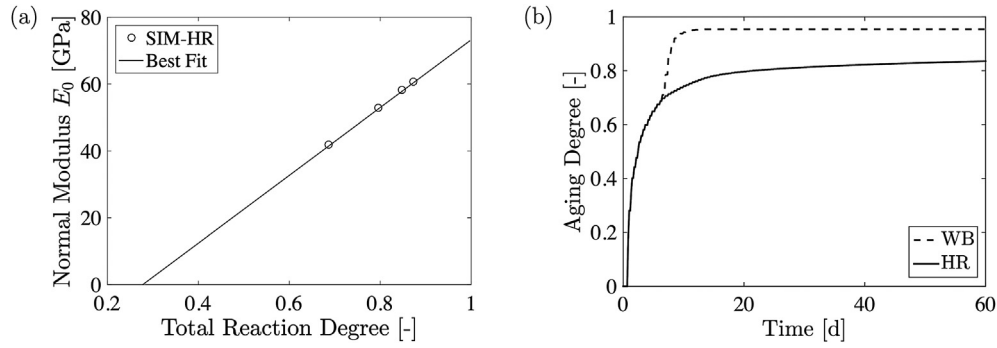 (a)
80
60
40
20
0
Normal Modulus E₀ [GPa]
SIM-HR
Best Fit
0.2 0.4 0.6 0.8 1
Total Reaction Degree [-]
(b)
1
0.8
0.6
0.4
0.2
0
Aging Degree [-]
WB
HR
0 20 40 60
Time [d]